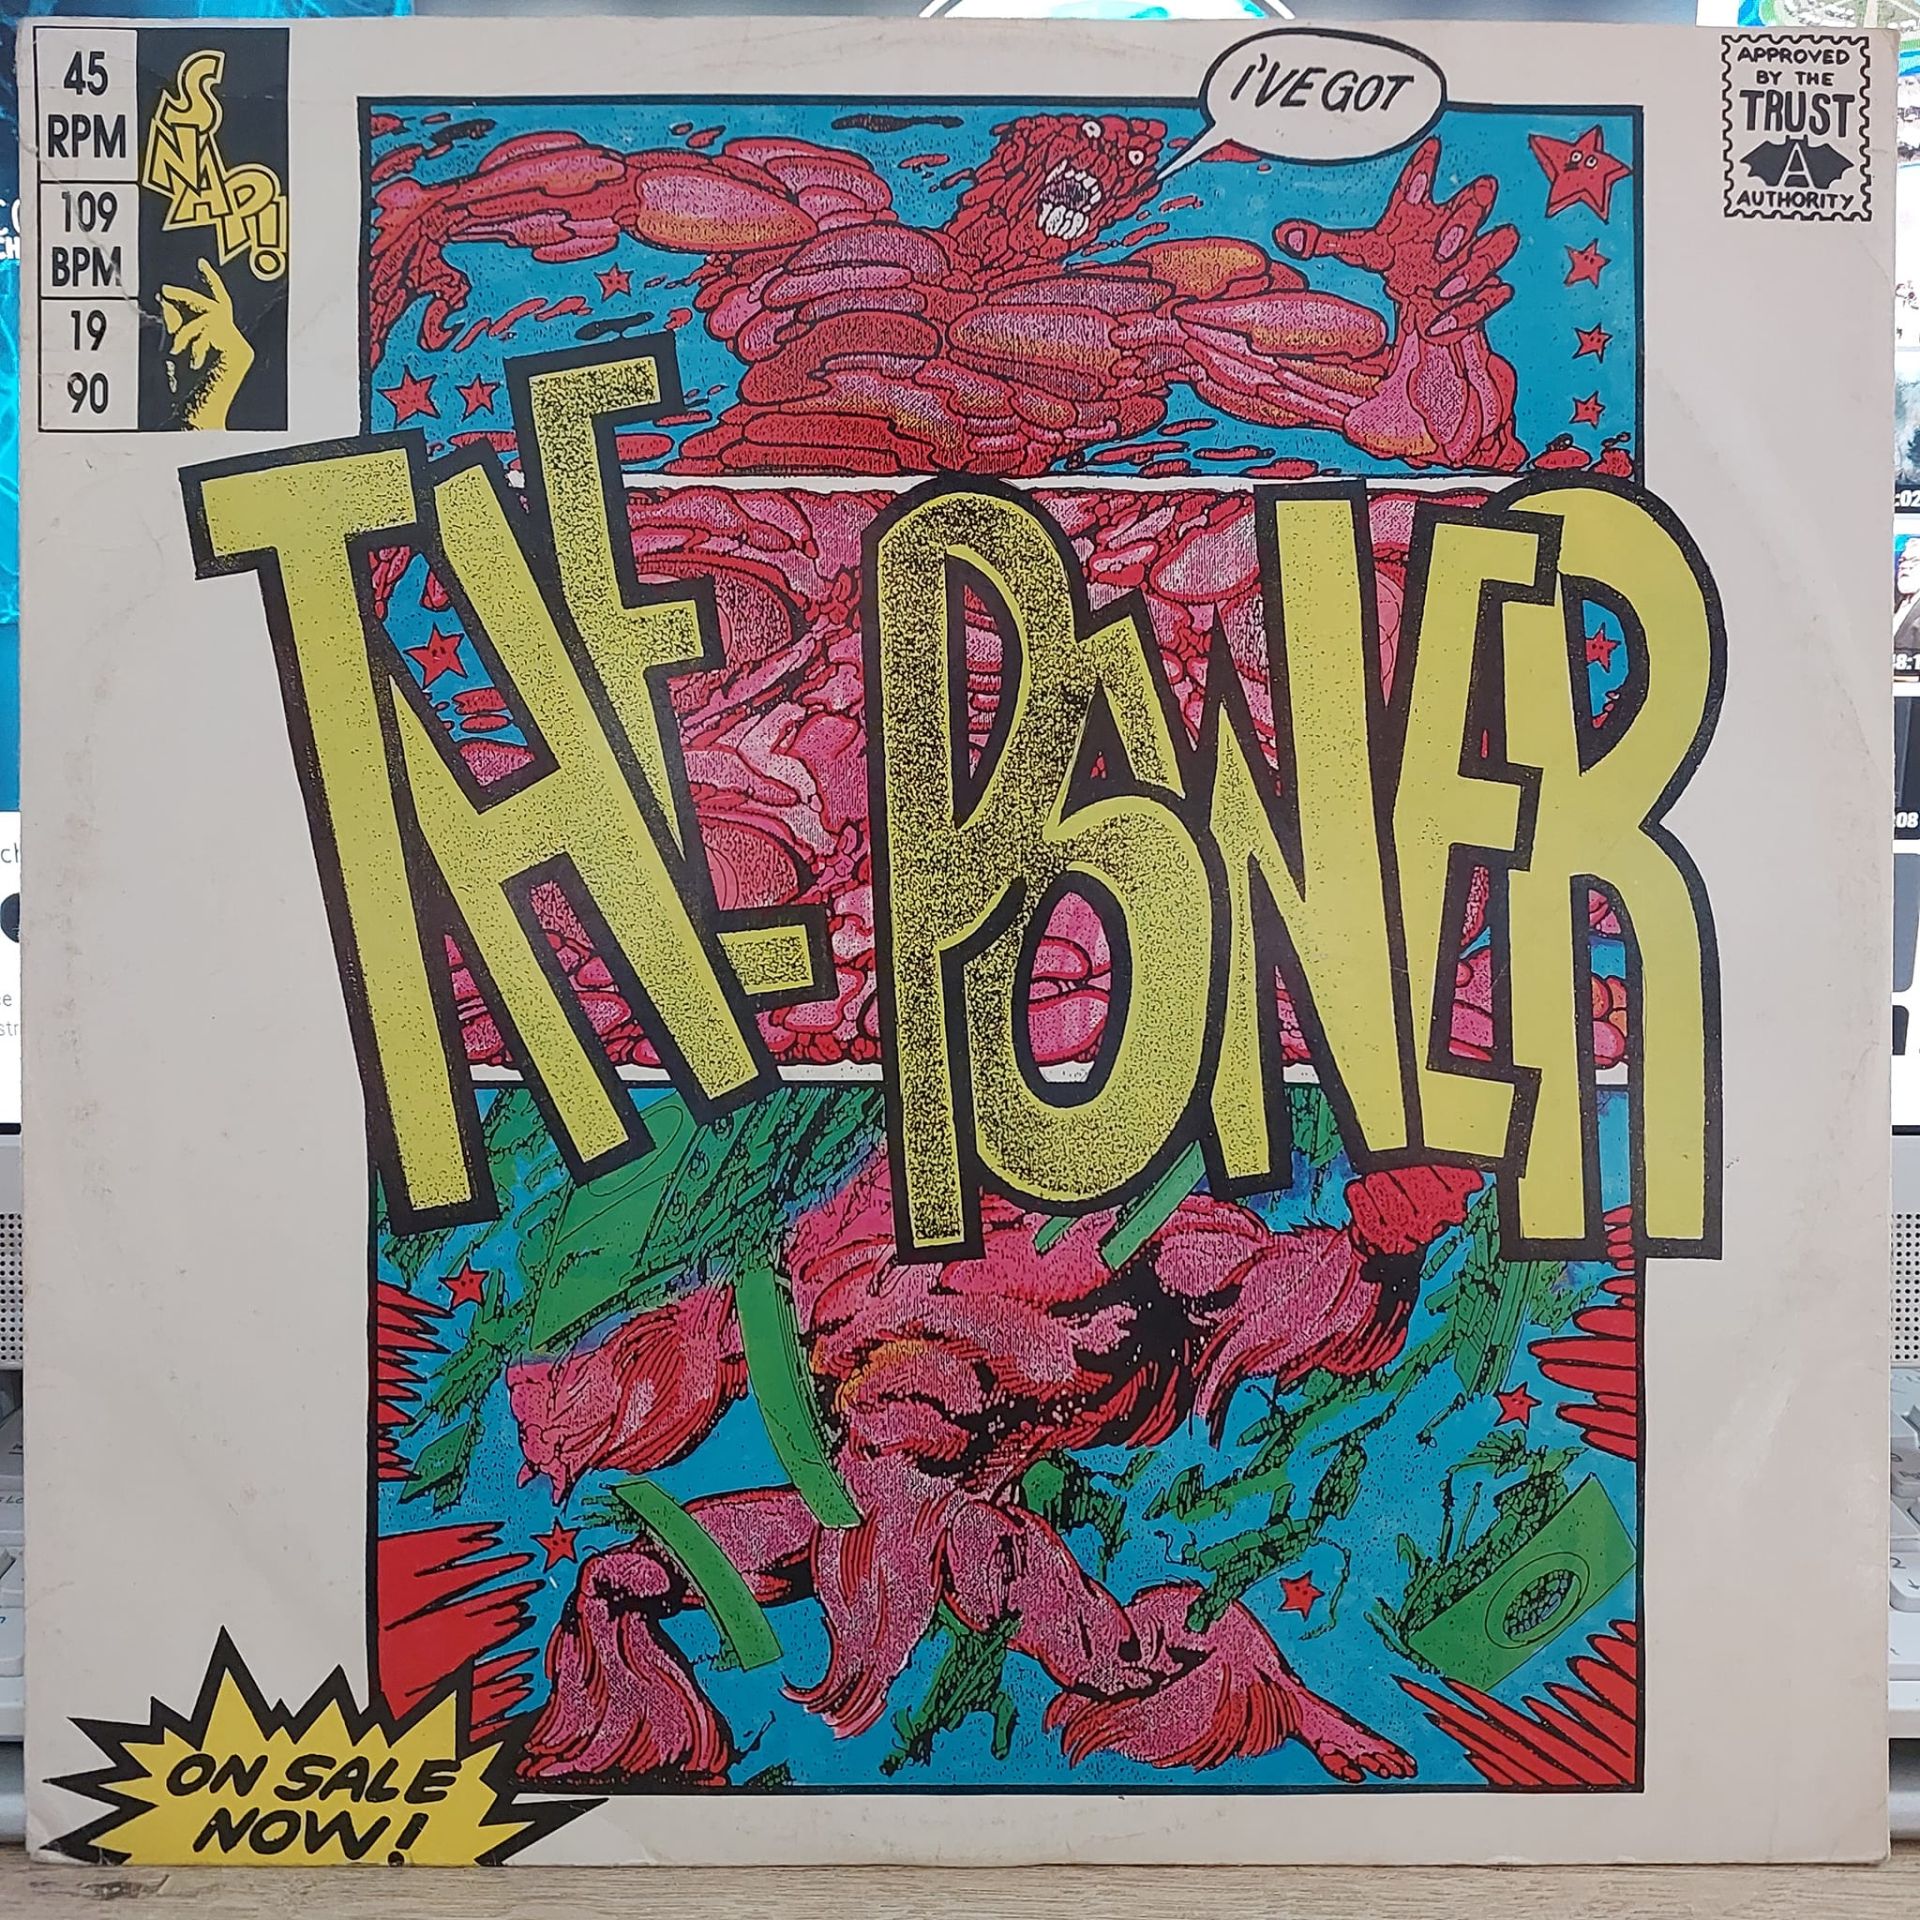 45
RPM
109
BPM
19
90
SNAP!
I'VE GOT
APPROVED
BY THE
TRUST
A
AUTHORITY
THE POWER
ON SALE
NOW!